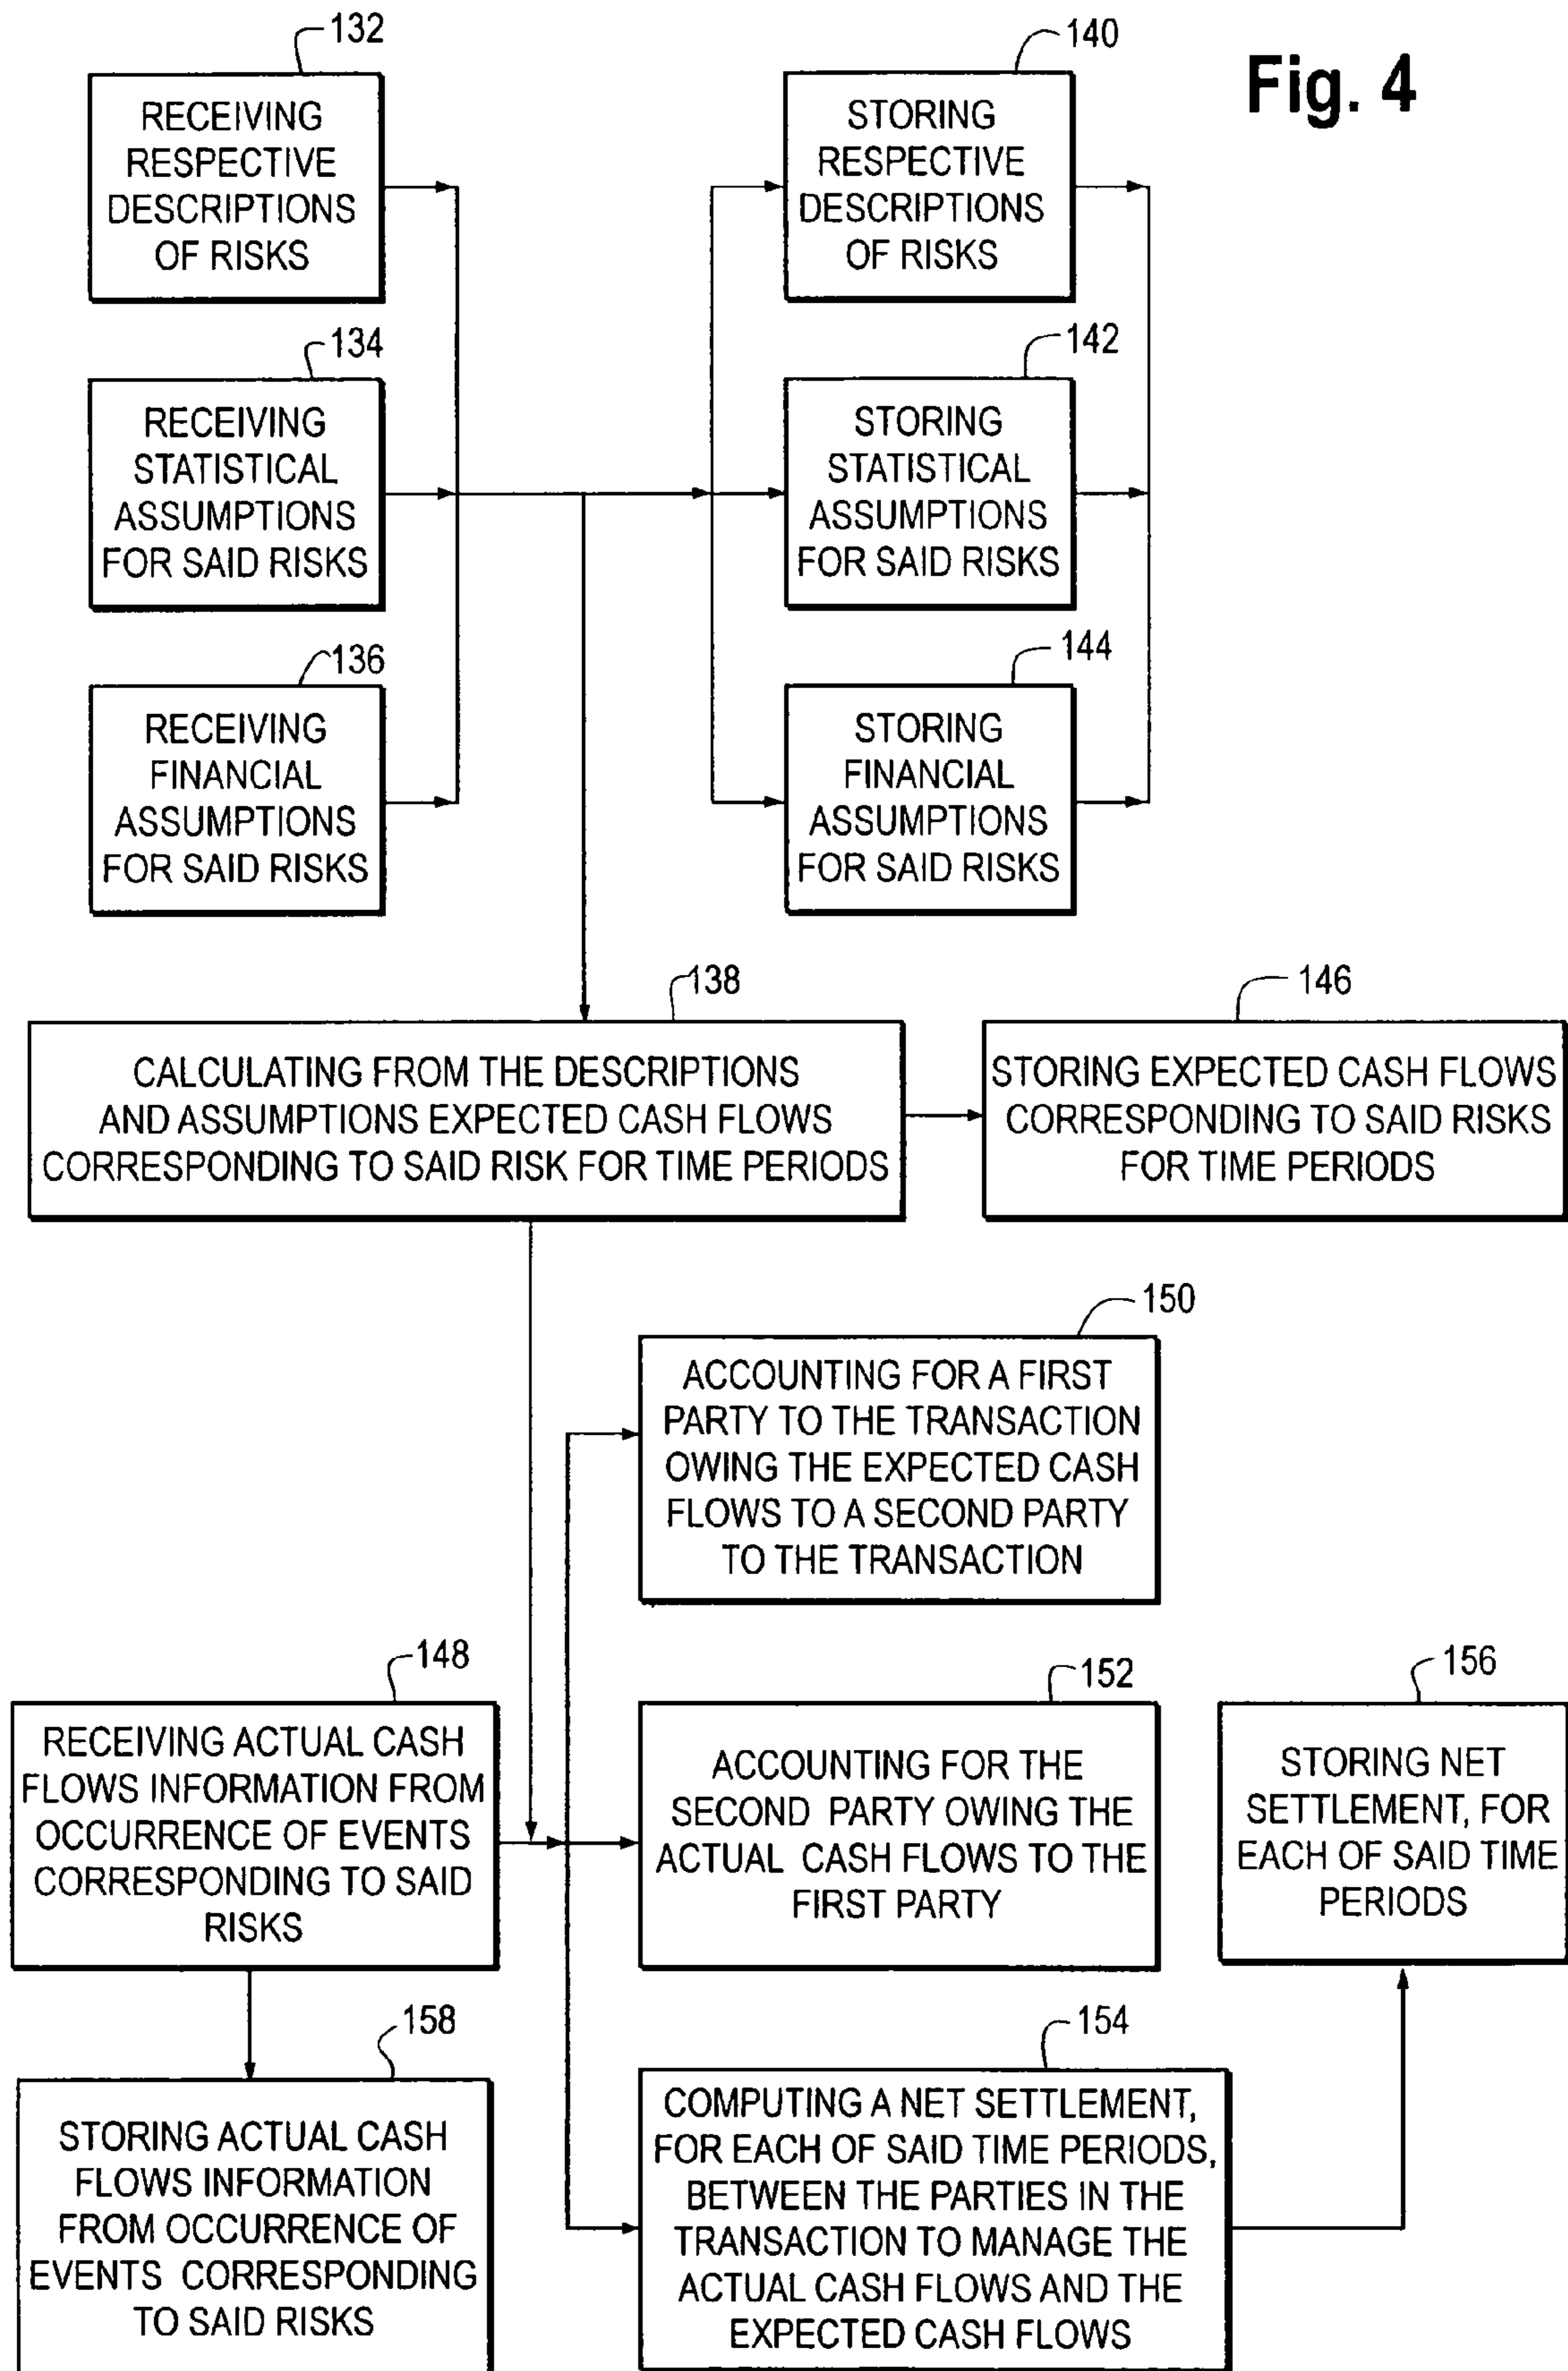 Fig. 4
132
RECEIVING
RESPECTIVE
DESCRIPTIONS
OF RISKS
140
STORING
RESPECTIVE
DESCRIPTIONS
OF RISKS
134
RECEIVING
STATISTICAL
ASSUMPTIONS
FOR SAID RISKS
142
STORING
STATISTICAL
ASSUMPTIONS
FOR SAID RISKS
136
RECEIVING
FINANCIAL
ASSUMPTIONS
FOR SAID RISKS
144
STORING
FINANCIAL
ASSUMPTIONS
FOR SAID RISKS
138
CALCULATING FROM THE DESCRIPTIONS
AND ASSUMPTIONS EXPECTED CASH FLOWS
CORRESPONDING TO SAID RISK FOR TIME PERIODS
146
STORING EXPECTED CASH FLOWS
CORRESPONDING TO SAID RISKS
FOR TIME PERIODS
150
ACCOUNTING FOR A FIRST
PARTY TO THE TRANSACTION
OWING THE EXPECTED CASH
FLOWS TO A SECOND PARTY
TO THE TRANSACTION
148
RECEIVING ACTUAL CASH
FLOWS INFORMATION FROM
OCCURRENCE OF EVENTS
CORRESPONDING TO SAID
RISKS
152
ACCOUNTING FOR THE
SECOND PARTY OWING THE
ACTUAL CASH FLOWS TO THE
FIRST PARTY
156
STORING NET
SETTLEMENT, FOR
EACH OF SAID TIME
PERIODS
158
STORING ACTUAL CASH
FLOWS INFORMATION
FROM OCCURRENCE OF
EVENTS CORRESPONDING
TO SAID RISKS
154
COMPUTING A NET SETTLEMENT,
FOR EACH OF SAID TIME PERIODS,
BETWEEN THE PARTIES IN THE
TRANSACTION TO MANAGE THE
ACTUAL CASH FLOWS AND THE
EXPECTED CASH FLOWS